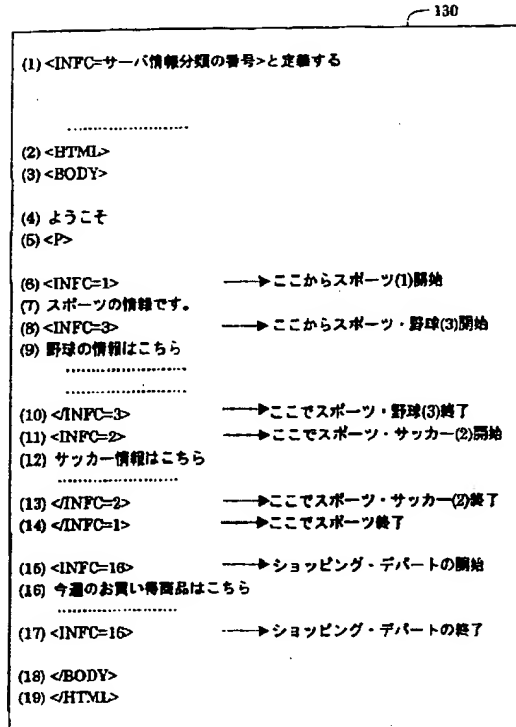 130
(1) <INFC=サーバ情報分類の番号>と定義する
........................
(2) <HTML>
(3) <BODY>
(4) ようこそ
(5) <P>
(6) <INFC=1> ──→ここからスポーツ(1)開始
(7) スポーツの情報です。
(8) <INFC=3> ──→ここからスポーツ・野球(3)開始
(9) 野球の情報はこちら
........................
........................
(10) </INFC=3> ──→ここでスポーツ・野球(3)終了
(11) <INFC=2> ──→ここでスポーツ・サッカー(2)開始
(12) サッカー情報はこちら
........................
(13) </INFC=2> ──→ここでスポーツ・サッカー(2)終了
(14) </INFC=1> ──→ここでスポーツ終了
(15) <INFC=16> ──→ショッピング・デパートの開始
(16) 今週のお買い得商品はこちら
........................
(17) <INFC=16> ──→ショッピング・デパートの終了
(18) </BODY>
(19) </HTML>